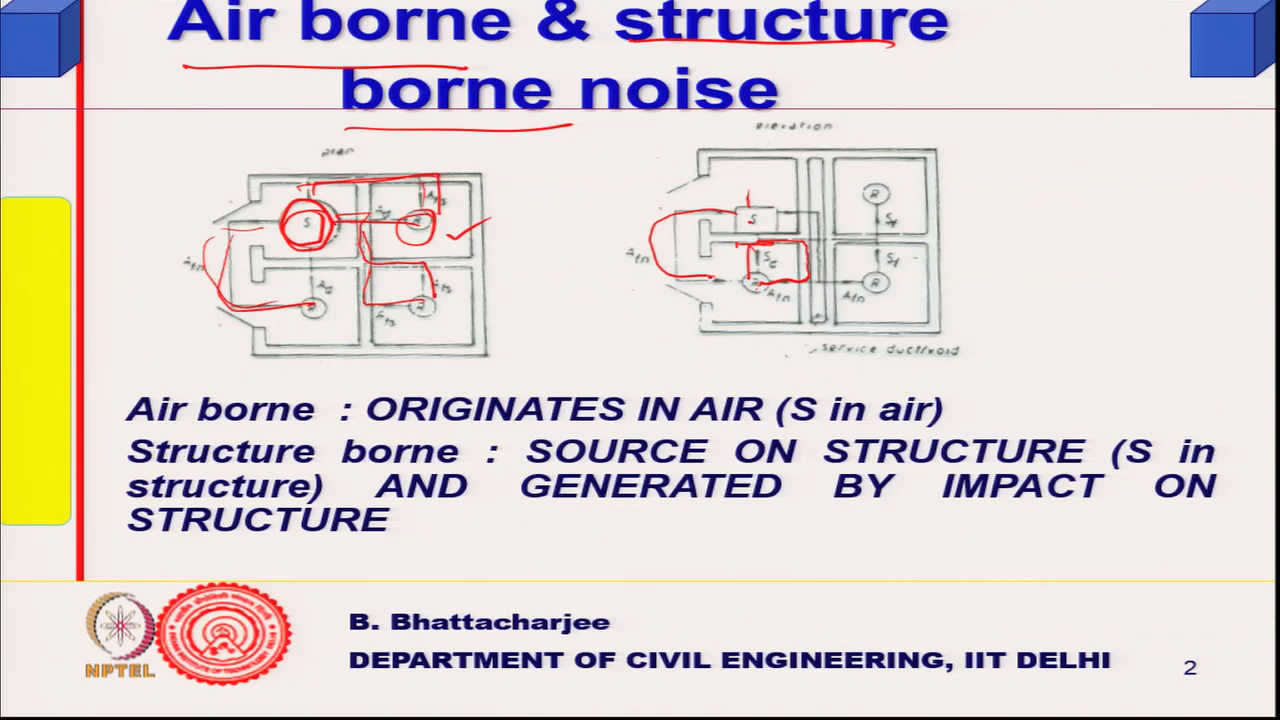 Air borne & structure
borne noise
plan
elevation
S
R
R
R
S
R
R
R
service duct/void
Air borne : ORIGINATES IN AIR (S in air)
Structure borne : SOURCE ON STRUCTURE (S in
structure) AND GENERATED BY IMPACT ON
STRUCTURE
NPTEL
B. Bhattacharjee
DEPARTMENT OF CIVIL ENGINEERING, IIT DELHI
2